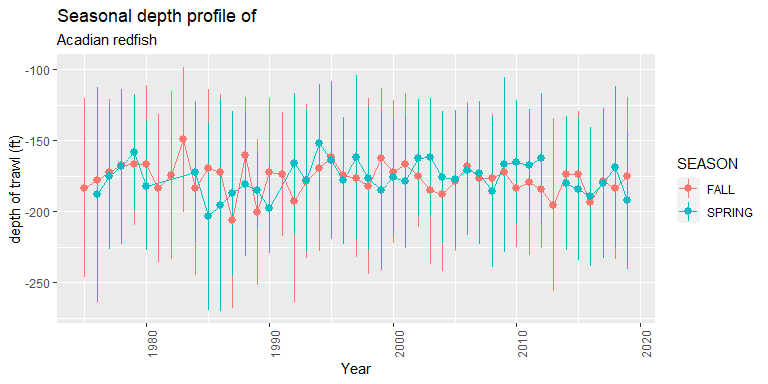 Seasonal depth profile of
Acadian redfish
depth of trawl (ft)
-100
-150
-200
-250
1980
1990
2000
2010
2020
Year
SEASON
FALL
SPRING